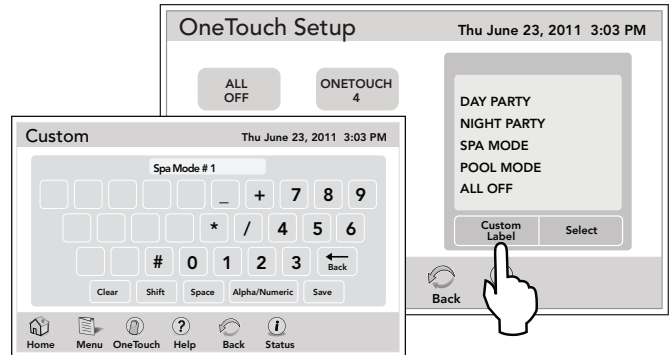 OneTouch Setup Thu June 23, 2011 3:03 PM
ALL OFF
ONETOUCH 4
DAY PARTY
NIGHT PARTY
SPA MODE
POOL MODE
ALL OFF
Custom Label Select
Back
Custom Thu June 23, 2011 3:03 PM
Spa Mode # 1
_ + 7 8 9
* / 4 5 6
# 0 1 2 3 Back
Clear Shift Space Alpha/Numeric Save
Home Menu OneTouch Help Back Status